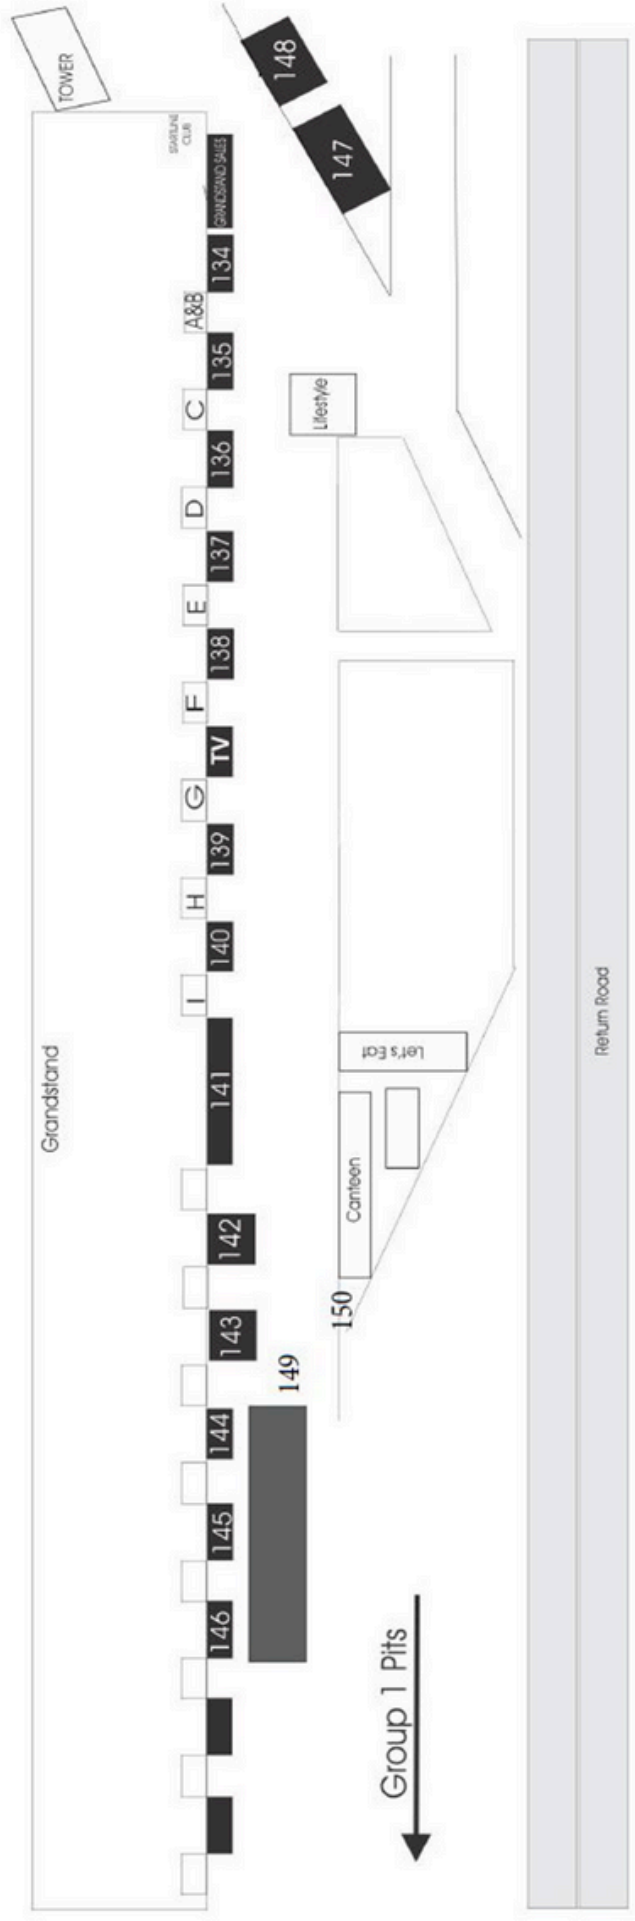 TOWER
STARTLINE
CLUB
GRANDSTAND SALES
148
147
134
A&B
135
C
Lifestyle
136
D
137
E
138
F
TV
G
139
H
140
I
Return Road
Grandstand
Let's Eat
141
Canteen
142
150
143
149
144
145
146
Group 1 Pits